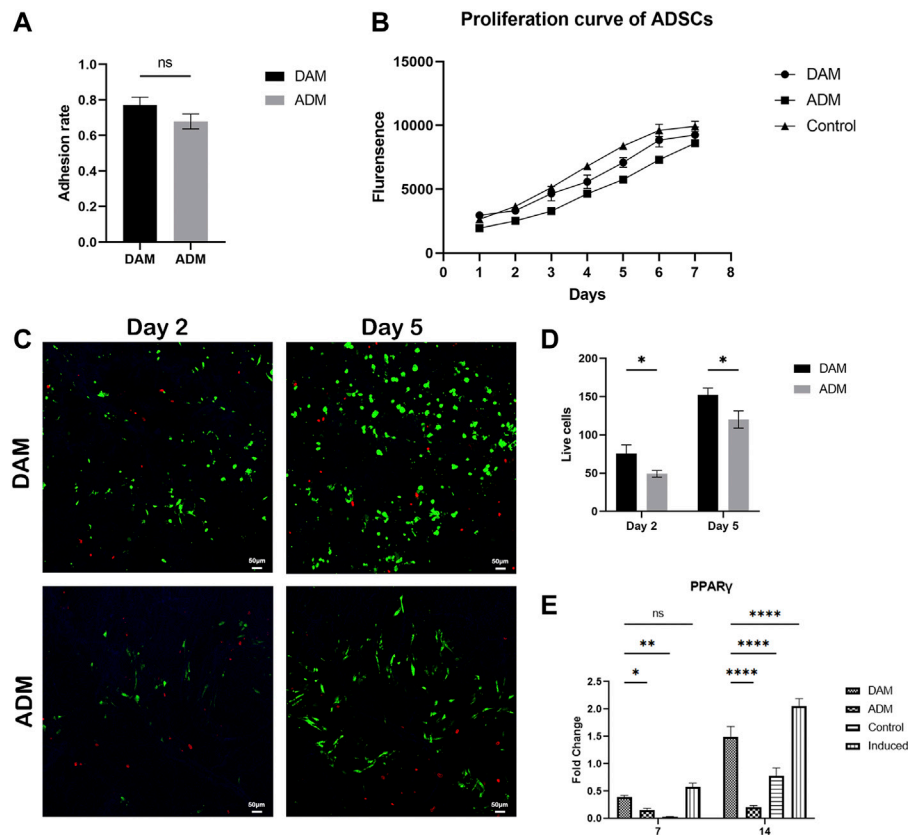 A
ns
DAM
ADM
Adhesion rate
1.0
0.8
0.6
0.4
0.2
0.0
DAM ADM
B
Proliferation curve of ADSCs
Flurensence
15000
10000
5000
0
0 1 2 3 4 5 6 7 8
Days
DAM
ADM
Control
C
Day 2 Day 5
DAM
50μm 50μm
ADM
50μm 50μm
D
* *
DAM
ADM
Live cells
200
150
100
50
0
Day 2 Day 5
E
PPARγ
ns ****
** ****
* ****
DAM
ADM
Control
Induced
Fold Change
2.5
2.0
1.5
1.0
0.5
0.0
7 14